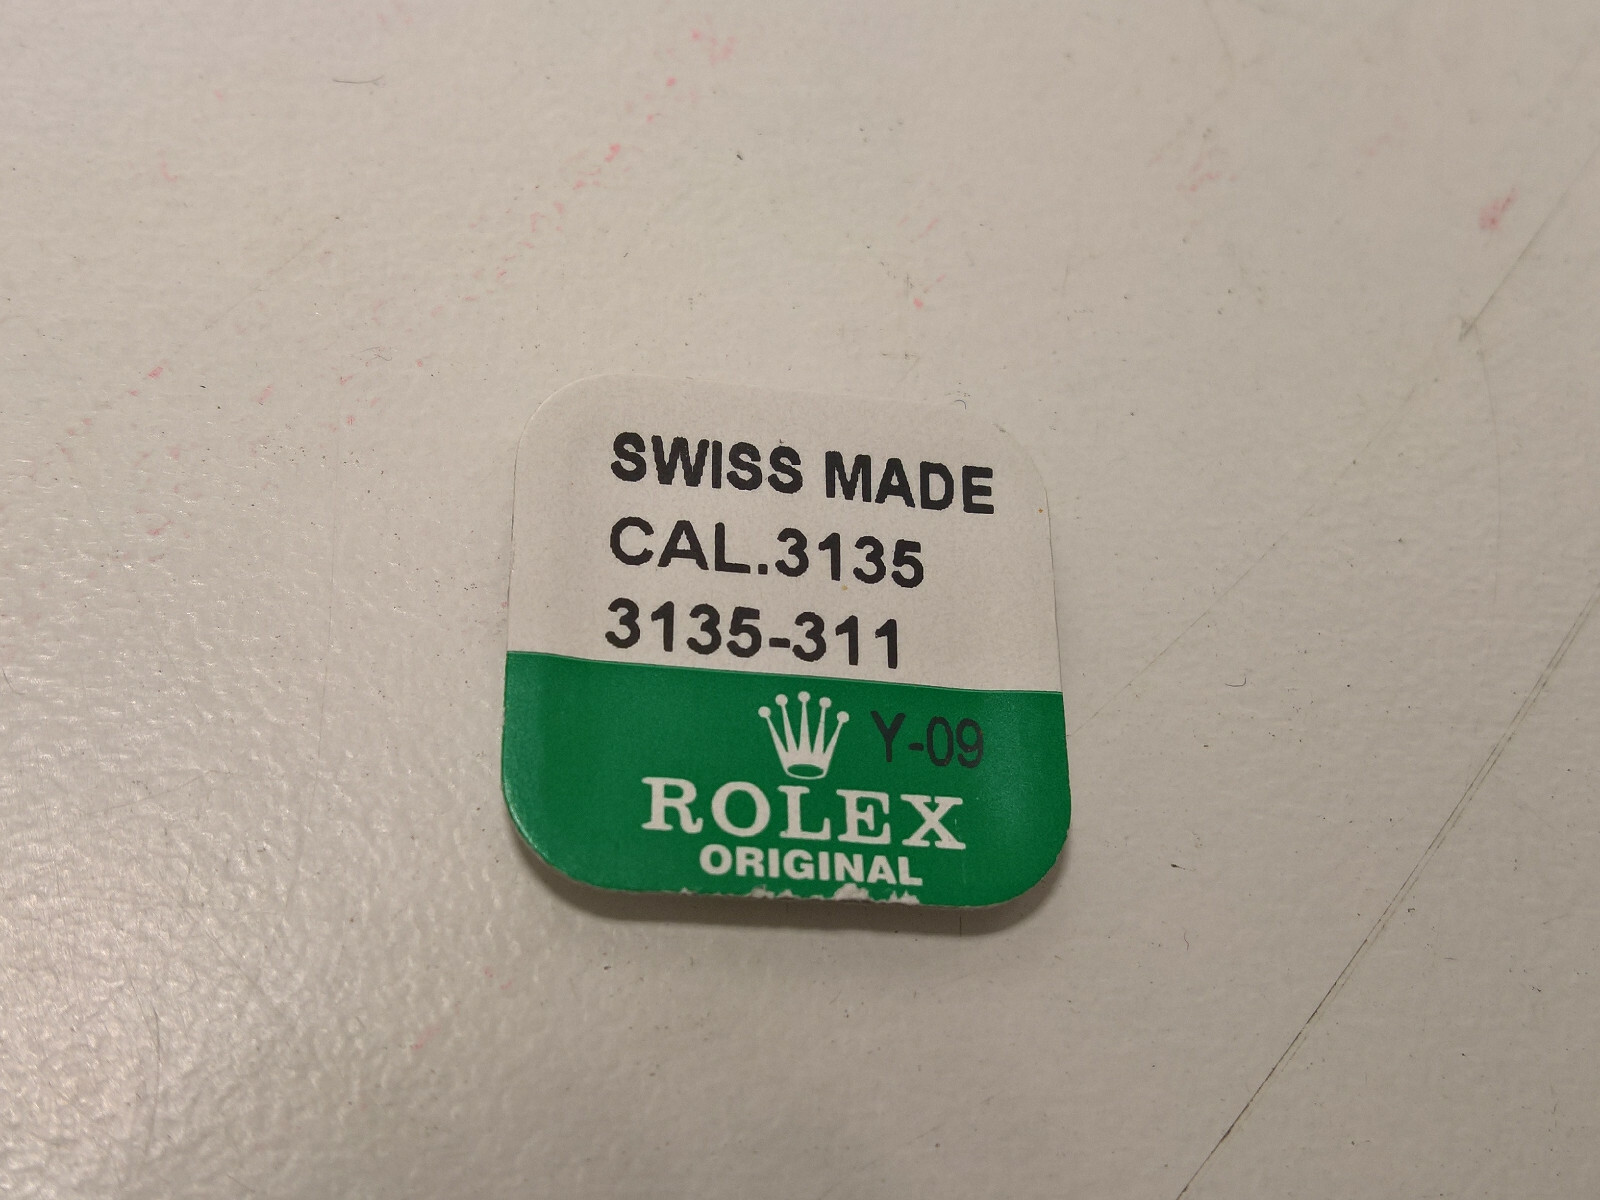 SWISS MADE
CAL.3135
3135-311
Y-09
ROLEX
ORIGINAL